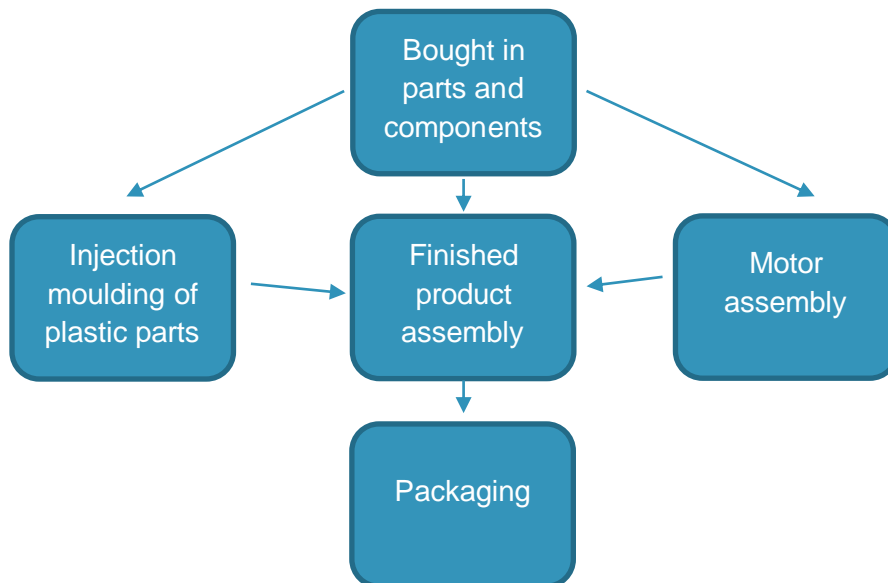 Bought in
parts and
components
Injection
moulding of
plastic parts
Finished
product
assembly
Motor
assembly
Packaging